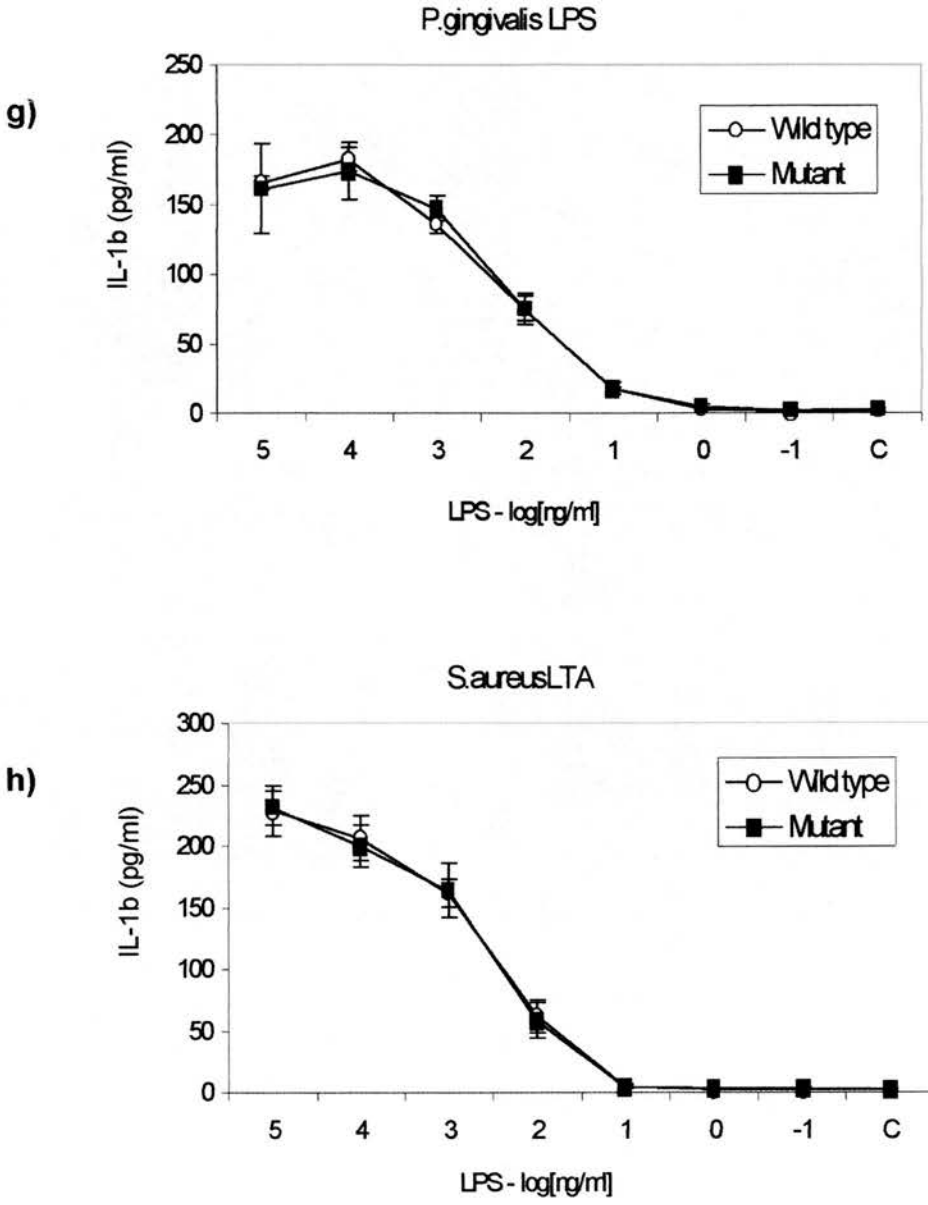 P.gingivalis LPS
g)
250
200
150
100
50
0
IL-1b (pg/ml)
Wild type
Mutant
5 4 3 2 1 0 -1 C
LPS - log[ng/ml]
S.aureusLTA
h)
300
250
200
150
100
50
0
IL-1b (pg/ml)
Wild type
Mutant
5 4 3 2 1 0 -1 C
LPS - log[ng/ml]